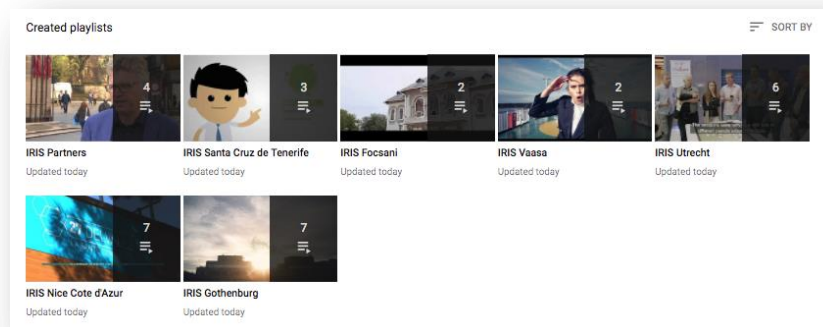 Created playlists
SORT BY
4
3
2
2
6
IRIS Partners
IRIS Santa Cruz de Tenerife
IRIS Focsani
IRIS Vaasa
IRIS Utrecht
Updated today
Updated today
Updated today
Updated today
Updated today
7
7
IRIS Nice Cote d'Azur
IRIS Gothenburg
Updated today
Updated today